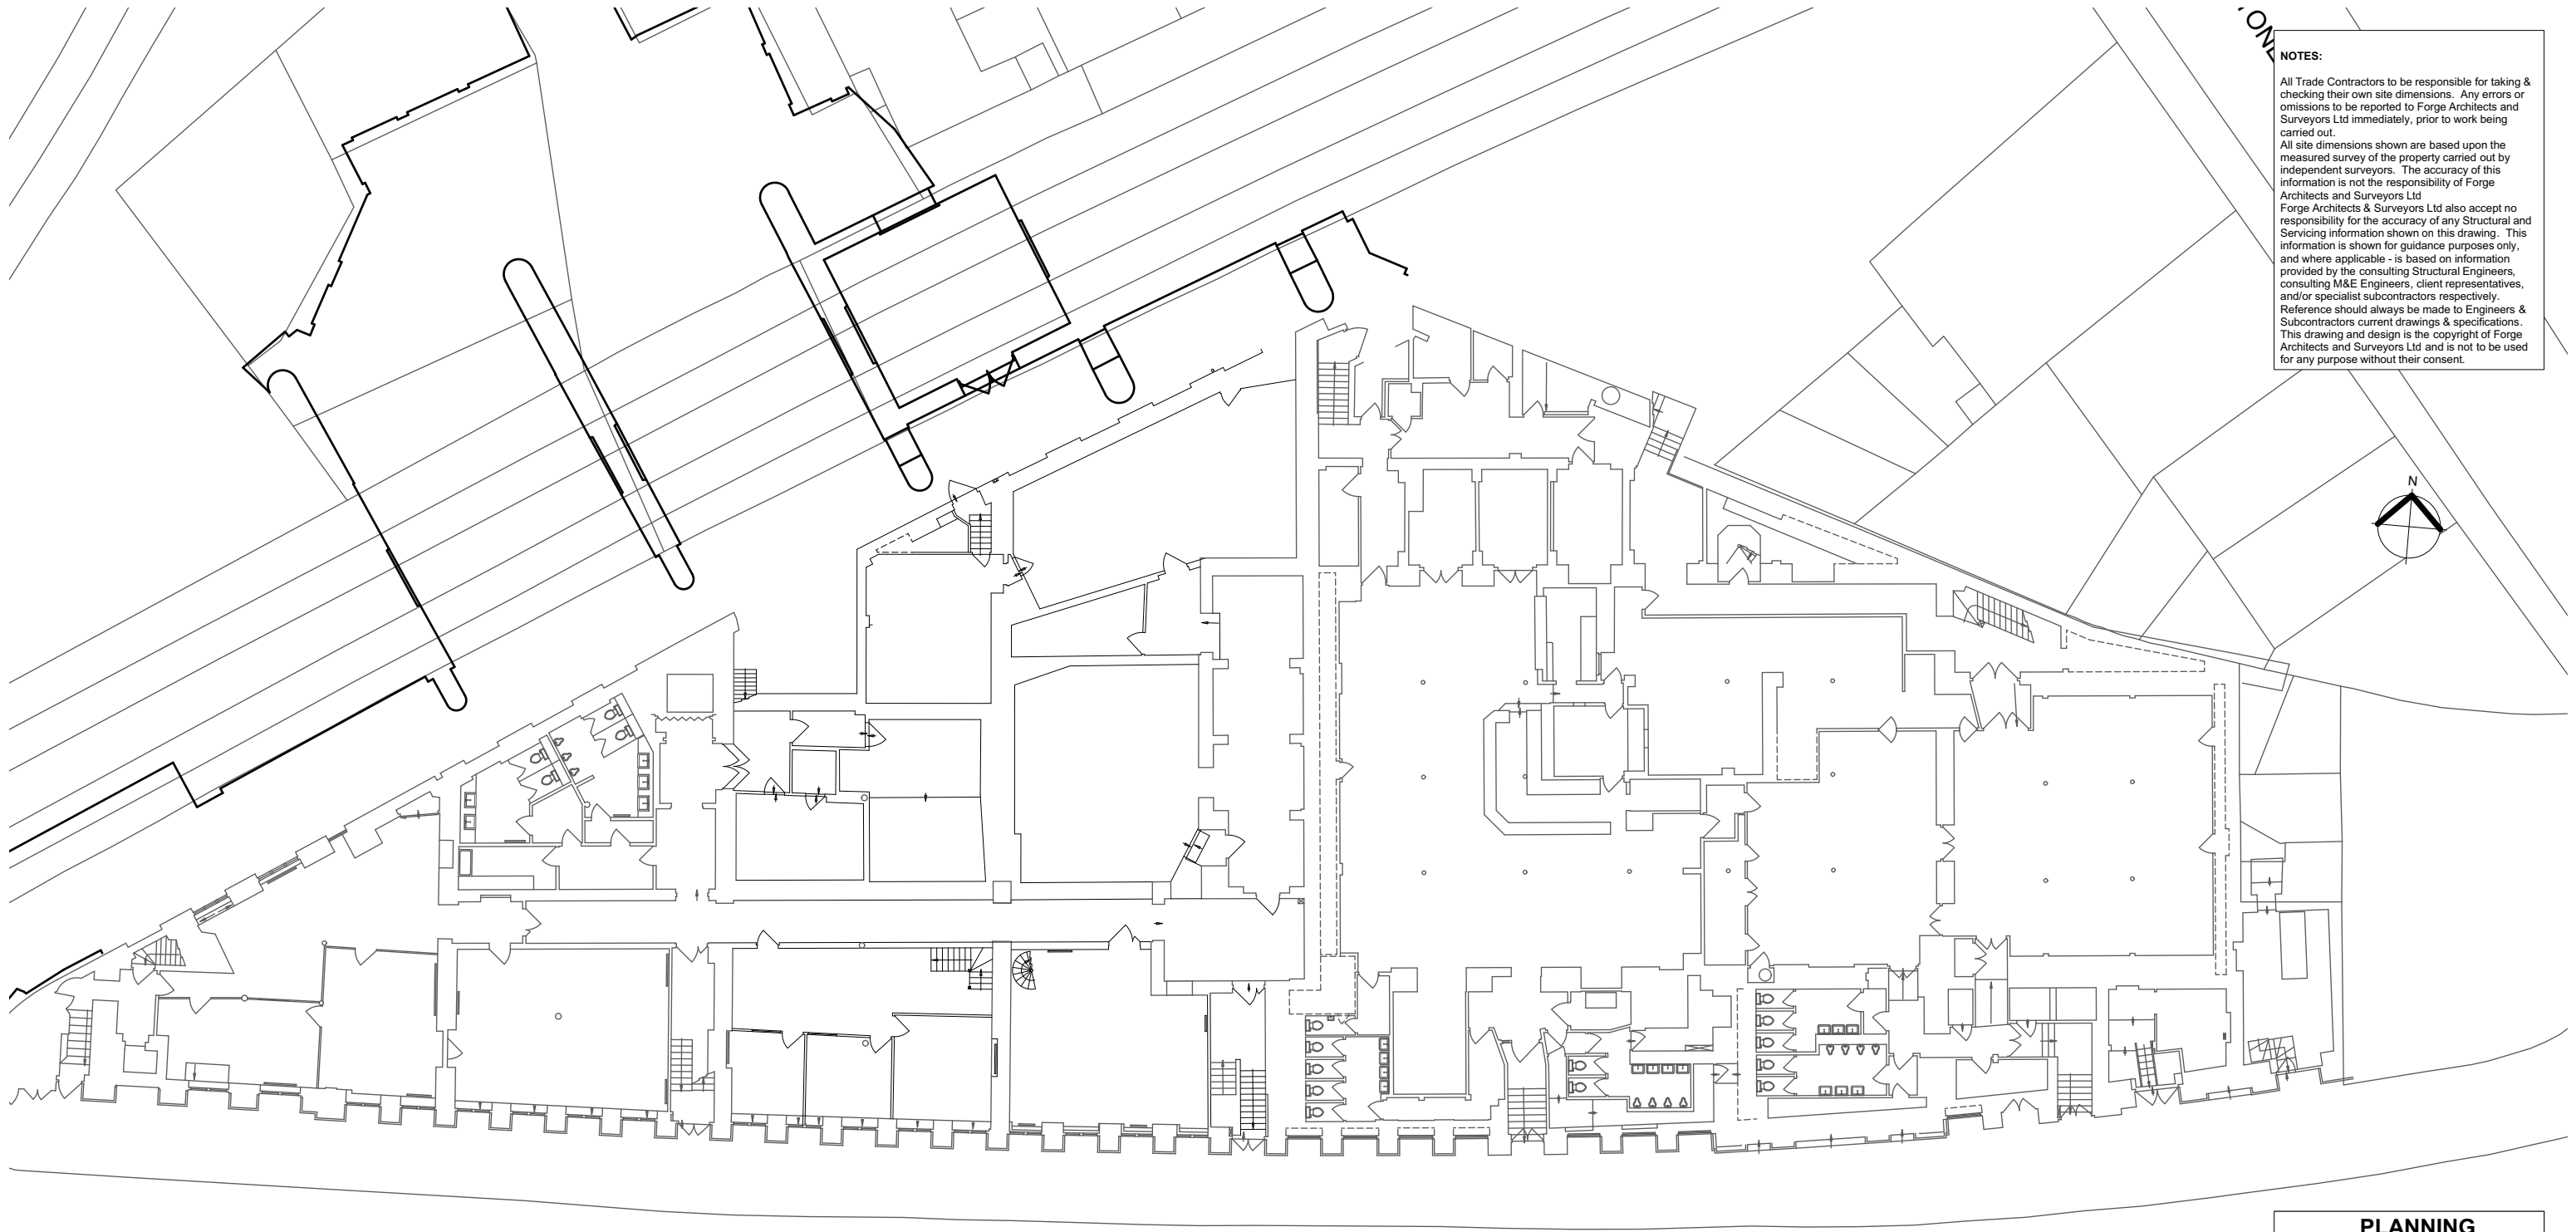 NOTES:
All Trade Contractors to be responsible for taking &
checking their own site dimensions. Any errors or
omissions to be reported to Forge Architects and
Surveyors Ltd immediately, prior to work being
carried out.
All site dimensions shown are based upon the
measured survey of the property carried out by
independent surveyors. The accuracy of this
information is not the responsibility of Forge
Architects and Surveyors Ltd
Forge Architects & Surveyors Ltd also accept no
responsibility for the accuracy of any Structural and
Servicing information shown on this drawing. This
information is shown for guidance purposes only,
and where applicable - is based on information
provided by the consulting Structural Engineers,
consulting M&E Engineers, client representatives,
and/or specialist subcontractors respectively.
Reference should always be made to Engineers &
Subcontractors current drawings & specifications.
This drawing and design is the copyright of Forge
Architects and Surveyors Ltd and is not to be used
for any purpose without their consent.
N
PLANNING